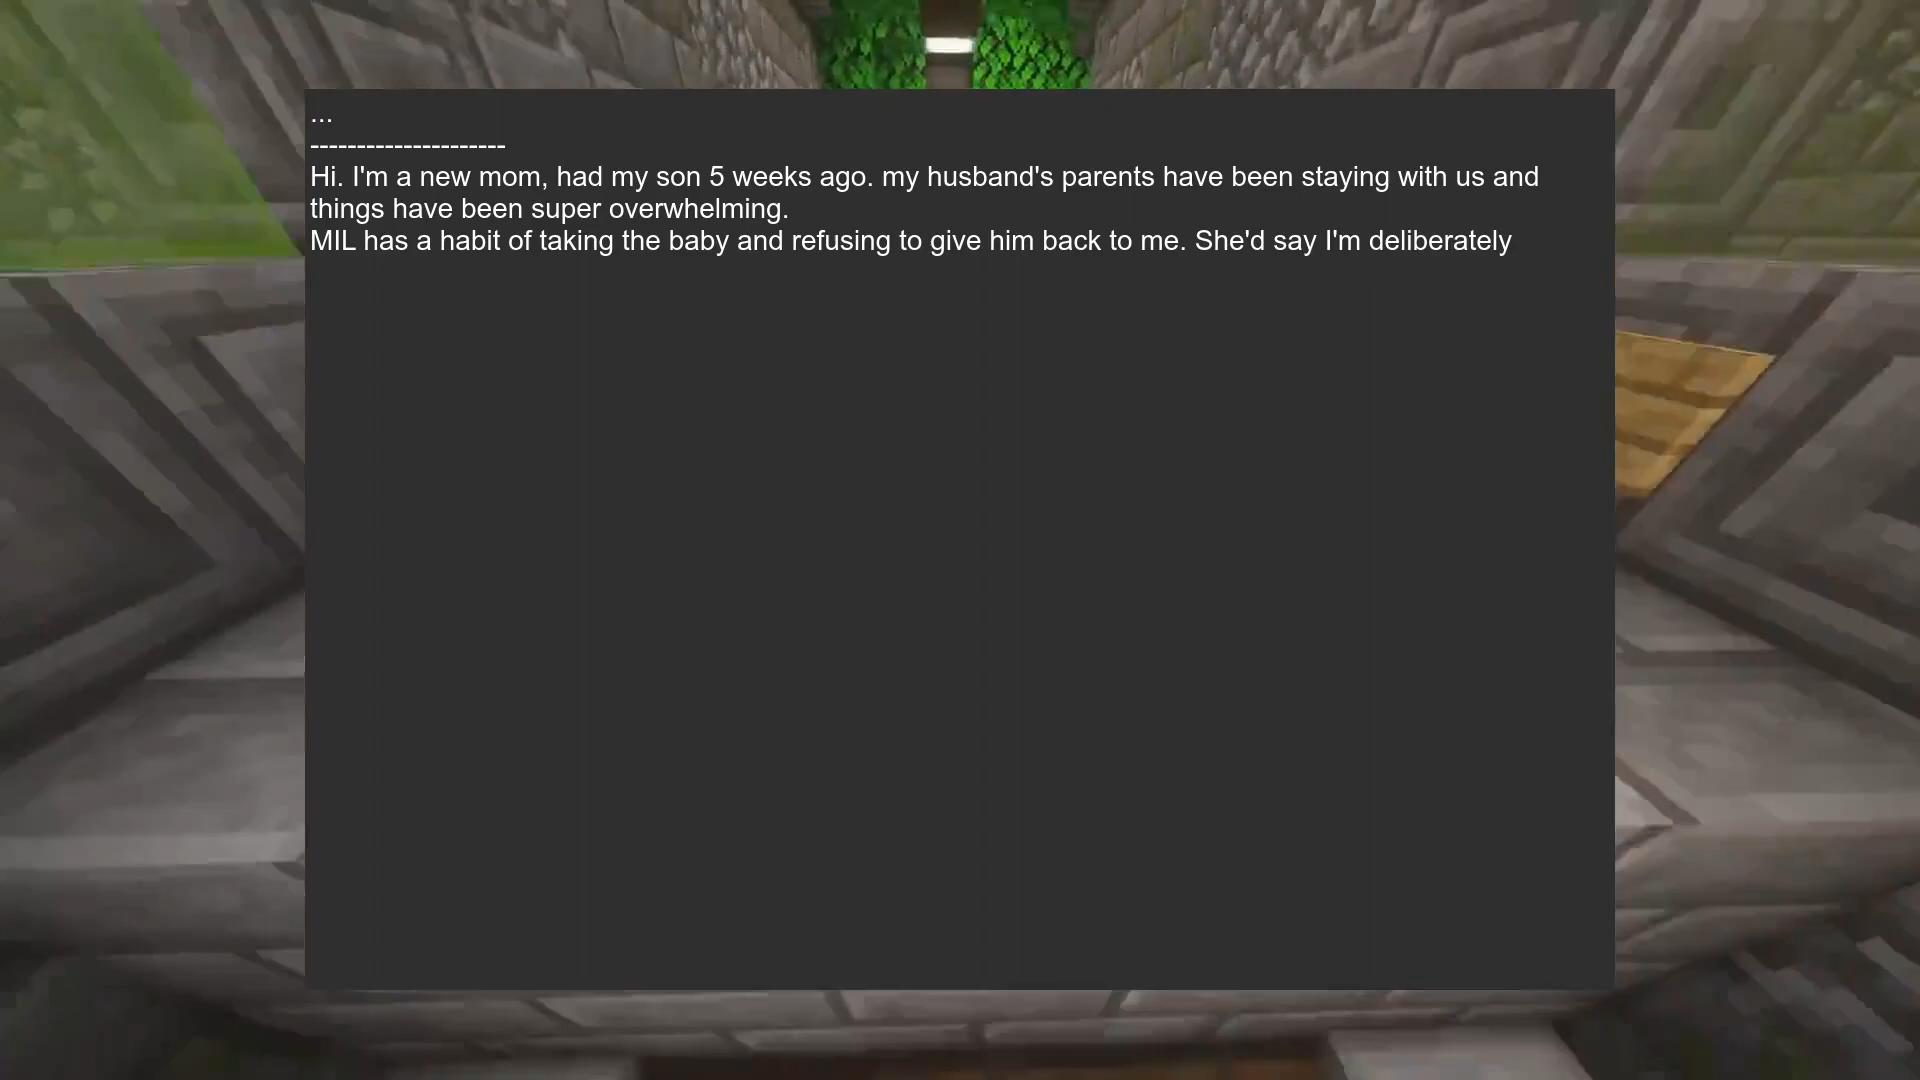 ...
---------------------
Hi. I'm a new mom, had my son 5 weeks ago. my husband's parents have been staying with us and
things have been super overwhelming.
MIL has a habit of taking the baby and refusing to give him back to me. She'd say I'm deliberately